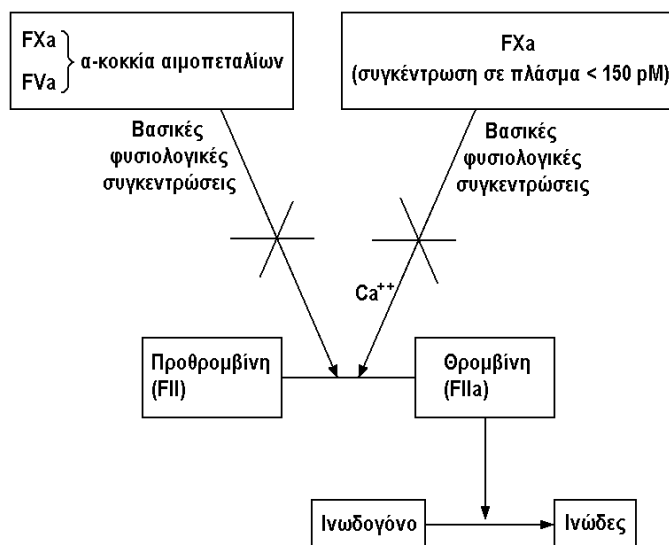 FXa
FVa
α-κοκκία αιμοπεταλίων
FXa
(συγκέντρωση σε πλάσμα < 150 pM)
Βασικές
φυσιολογικές
συγκεντρώσεις
Βασικές
φυσιολογικές
συγκεντρώσεις
Ca++
Προθρομβίνη
(FII)
Θρομβίνη
(FIIa)
Ινωδογόνο
Ινώδες